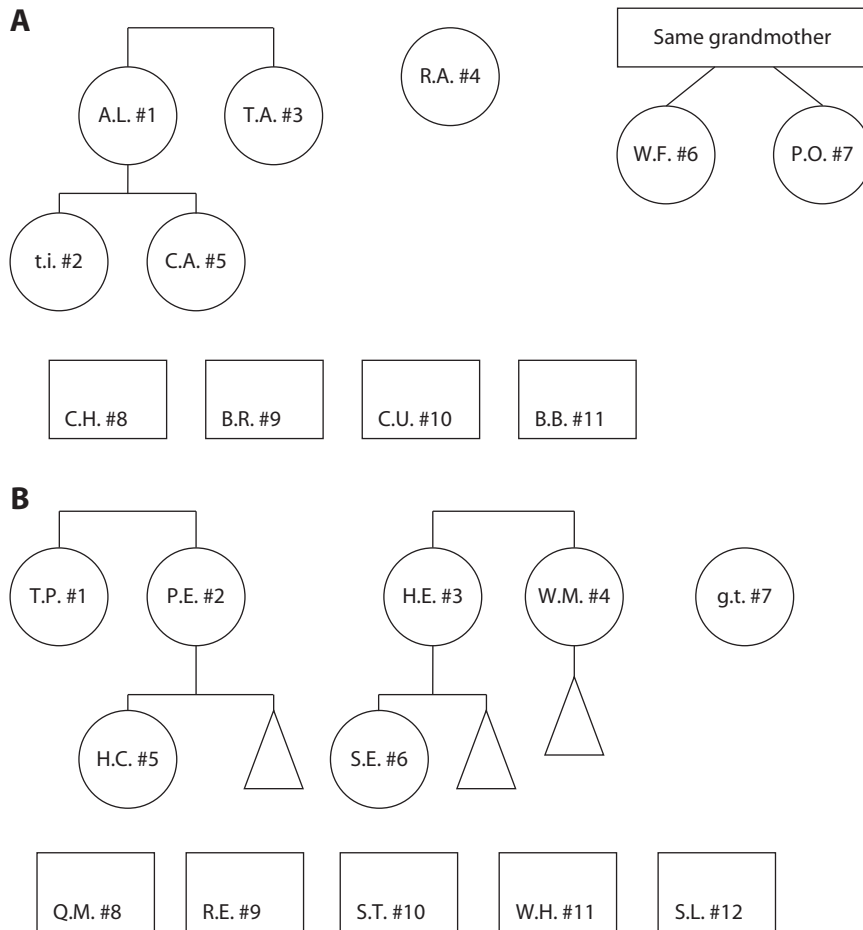 A
Same grandmother
R.A. #4
A.L. #1
T.A. #3
W.F. #6
P.O. #7
t.i. #2
C.A. #5
C.H. #8
B.R. #9
C.U. #10
B.B. #11
B
T.P. #1
P.E. #2
H.E. #3
W.M. #4
g.t. #7
H.C. #5
S.E. #6
Q.M. #8
R.E. #9
S.T. #10
W.H. #11
S.L. #12